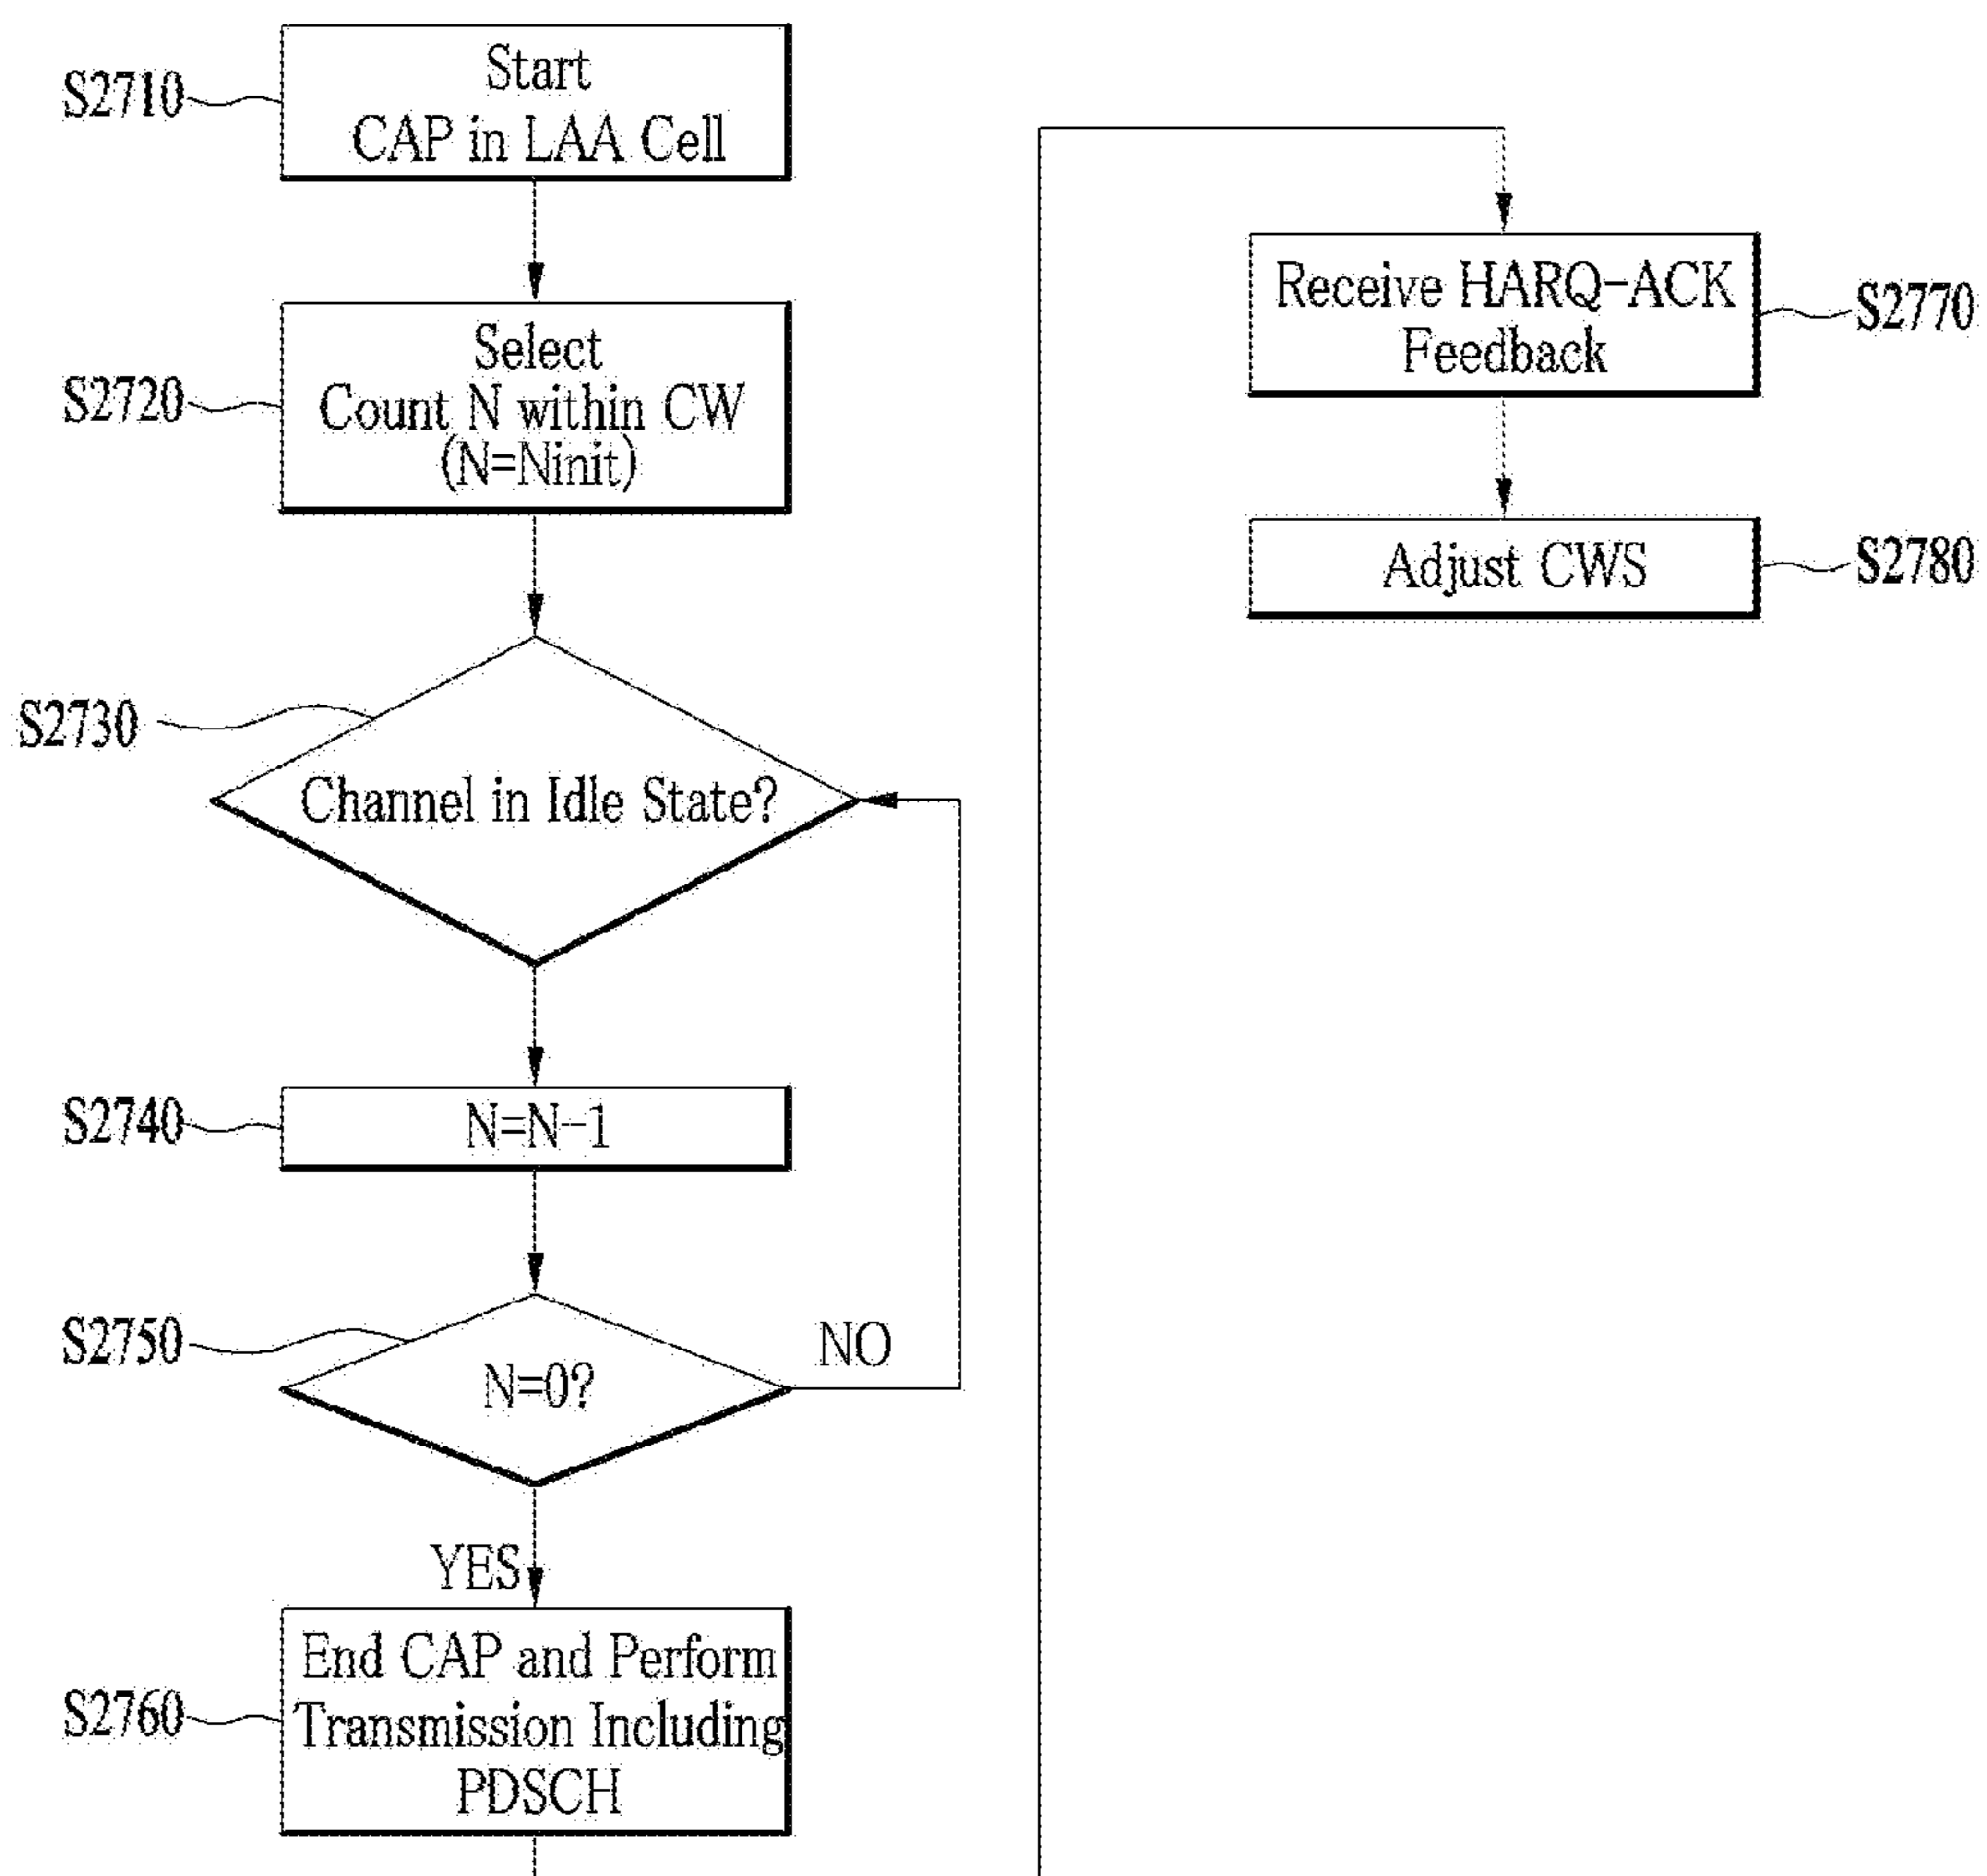 S2710
Start
CAP in LAA Cell
S2720
Select
Count N within CW
(N=Ninit)
S2730
Channel in Idle State?
S2740
N=N-1
S2750
N=0?
NO
YES
S2760
End CAP and Perform
Transmission Including
PDSCH
Receive HARQ-ACK
Feedback
S2770
Adjust CWS
S2780